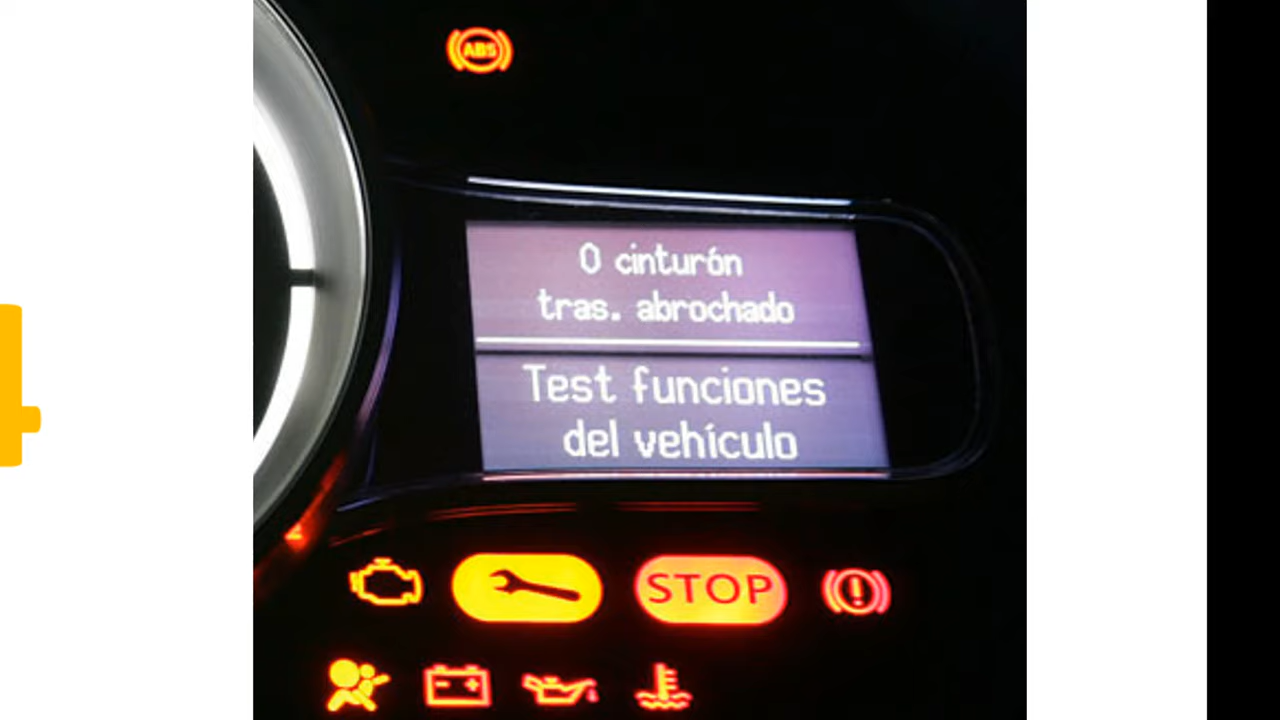 ABS
0 cinturón
tras. abrochado
Test funciones
del vehículo
STOP